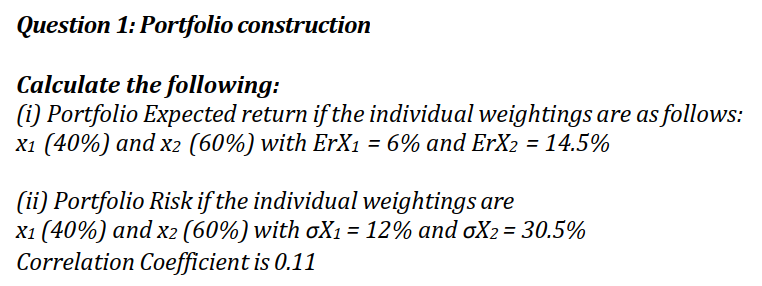 Question 1: Portfolio construction
Calculate the following:
(i) Portfolio Expected return if the individual weightings are as follows:
x1 (40%) and x2 (60%) with ErX1 = 6% and ErX2 = 14.5%
(ii) Portfolio Risk if the individual weightings are
x1 (40%) and x2 (60%) with σX1 = 12% and σX2 = 30.5%
Correlation Coefficient is 0.11